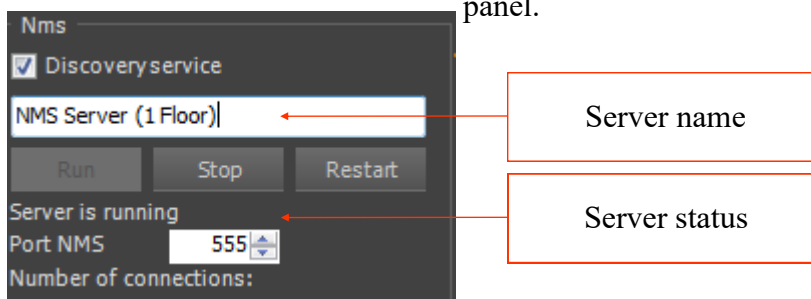 panel.
Nms
Discovery service
NMS Server (1 Floor)
Server name
Run Stop Restart
Server is running
Server status
Port NMS 555
Number of connections: